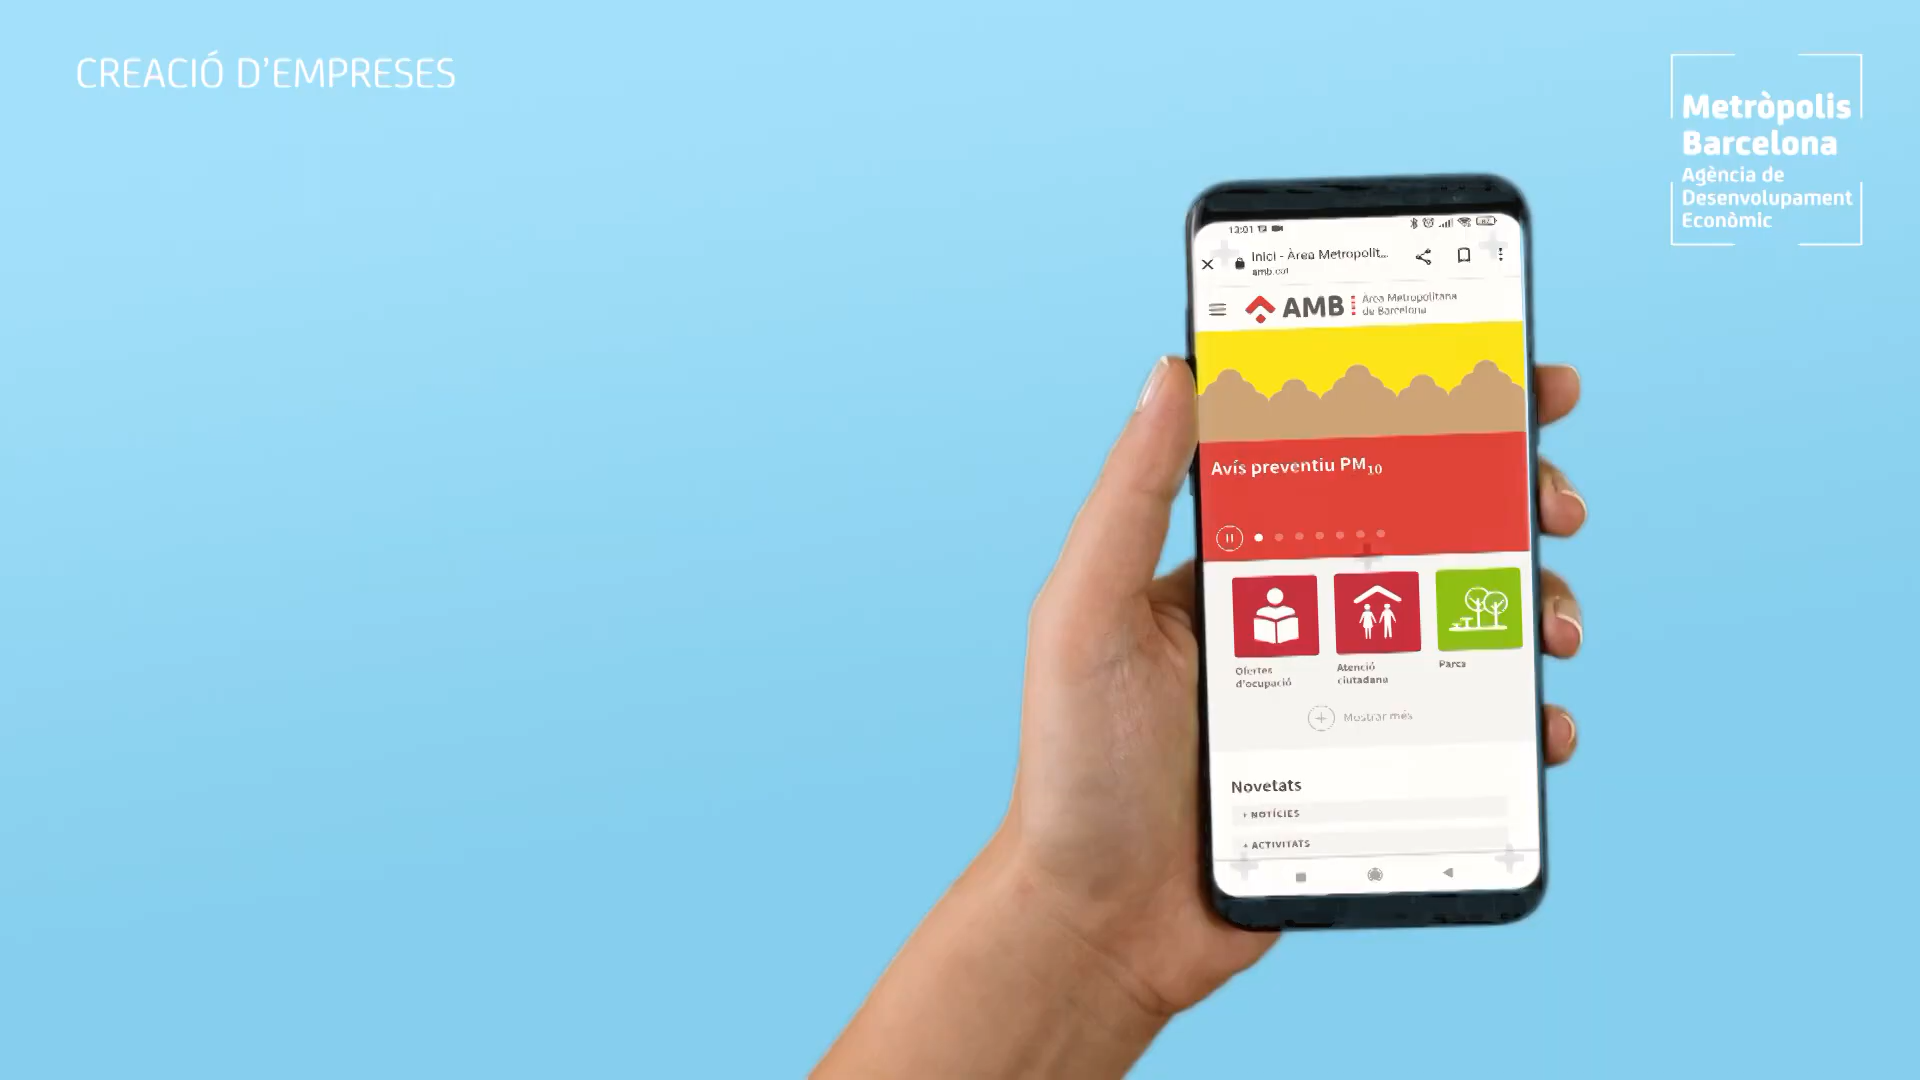 CREACIÓ D'EMPRESES
Metròpolis
Barcelona
Agència de
Desenvolupament
Econòmic
Inici - Àrea Metropolit...
amb.cat
AMB
Àrea Metropolitana
de Barcelona
Avís preventiu PM₁₀
Ofertes
d'ocupació
Atenció
ciutadana
Parcs
Mostrar més
Novetats
+ NOTÍCIES
+ ACTIVITATS